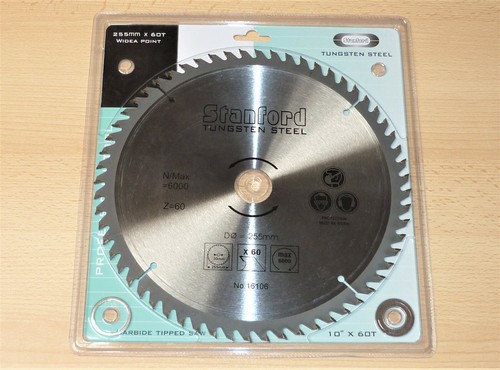 255MM X 60T
WIDEA POINT
Stanford
TUNGSTEN STEEL
Stanford
TUNGSTEN STEEL
N/Max
=6000
Z=60
DØ = 255mm
X 60
No 16106
CARBIDE TIPPED SAW
10" X 60T